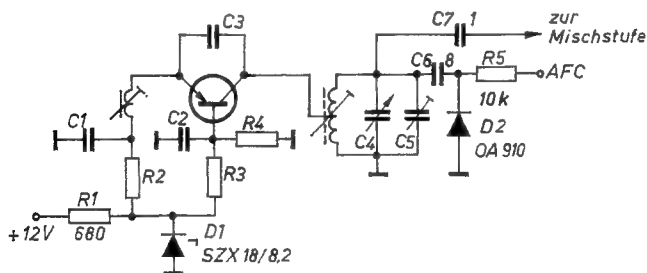 C3
C7
1
zur
Mischstufe
C6
8
R5
AFC
10k
C1
C2
R4
C4
C5
D2
OA 910
R2
R3
R1
+12V
680
D1
SZX 18/8,2